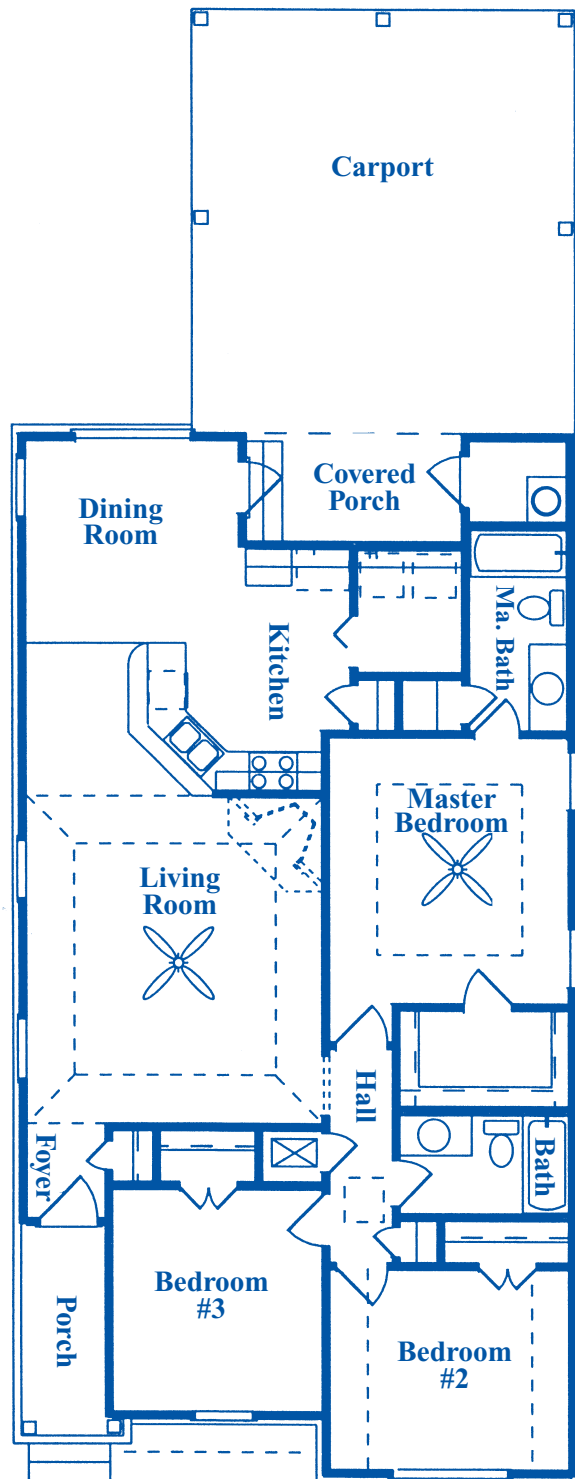 Carport
Covered
Porch
Dining
Room
Ma. Bath
Kitchen
Master
Bedroom
Living
Room
Hall
Foyer
Bath
Bedroom
#3
Porch
Bedroom
#2